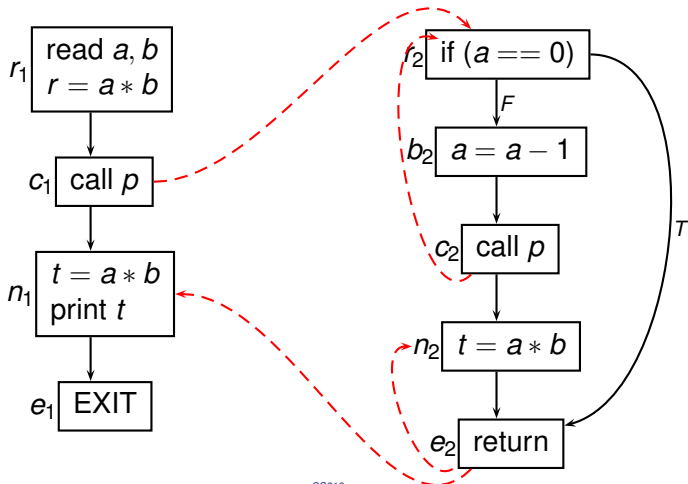 r1
read a, b
r = a ∗ b
c1
call p
n1
t = a ∗ b
print t
e1
EXIT
r2
if (a == 0)
F
b2
a = a − 1
T
c2
call p
n2
t = a ∗ b
e2
return